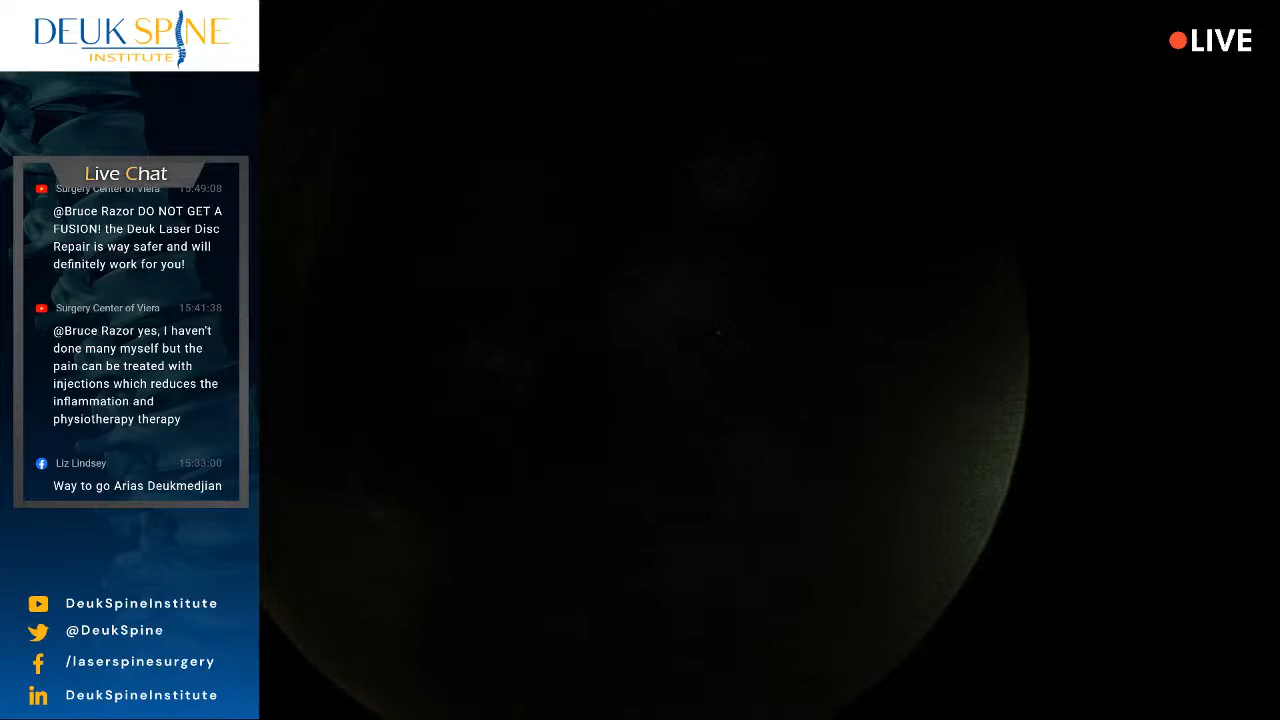 DEUK SPINE
INSTITUTE
LIVE
Live Chat
Surgery Center of Viera 15:49:08
@Bruce Razor DO NOT GET A
FUSION! the Deuk Laser Disc
Repair is way safer and will
definitely work for you!
Surgery Center of Viera 15:41:38
@Bruce Razor yes, I haven't
done many myself but the
pain can be treated with
injections which reduces the
inflammation and
physiotherapy therapy
Liz Lindsey 15:33:00
Way to go Arias Deukmedjian
DeukSpineInstitute
@DeukSpine
/laserspinesurgery
DeukSpineInstitute